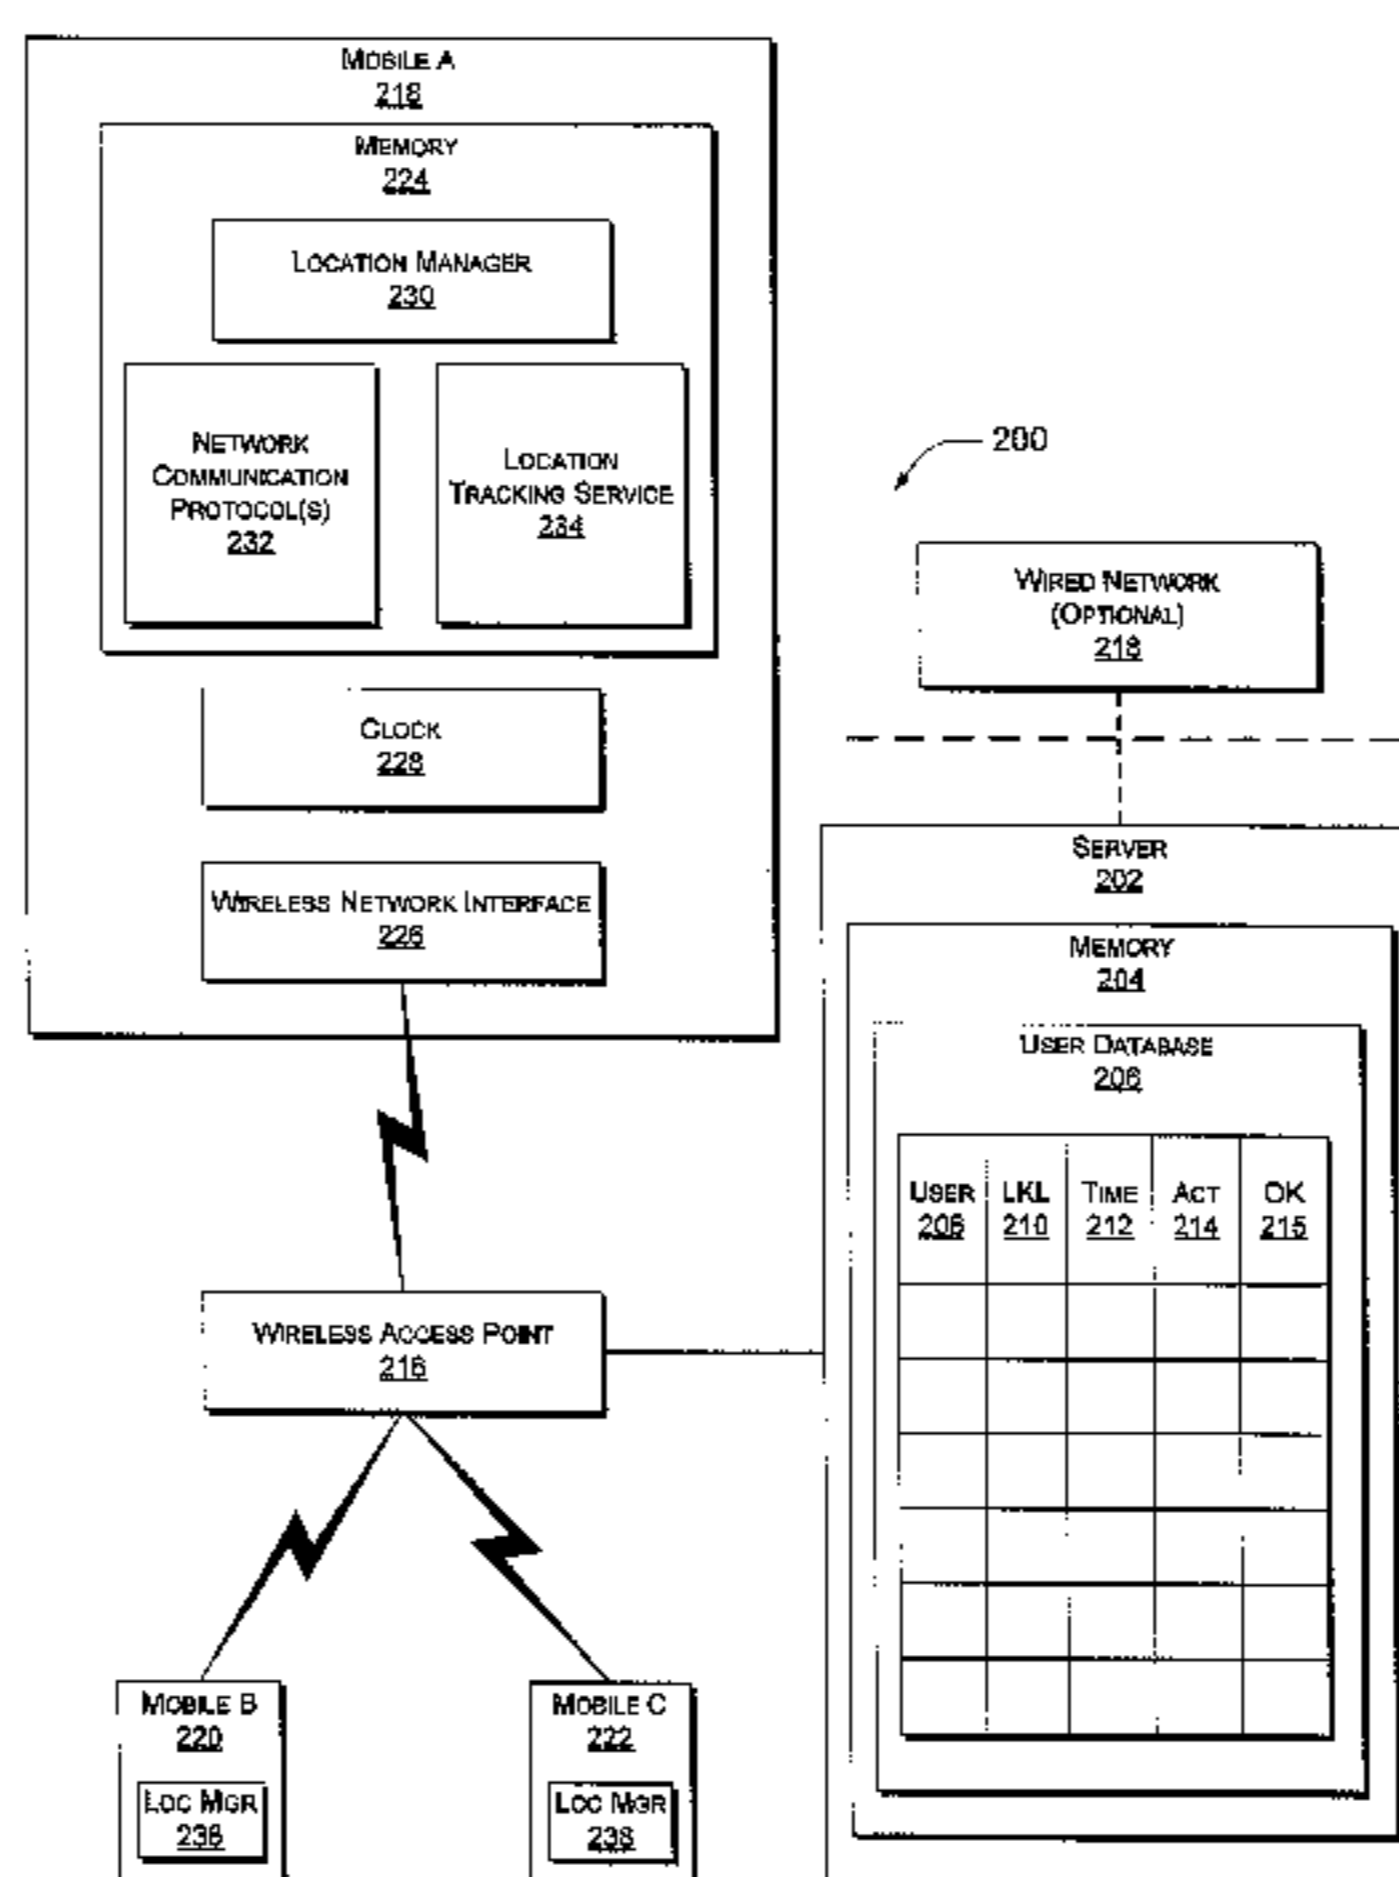 MOBILE A
218
MEMORY
224
LOCATION MANAGER
230
NETWORK
COMMUNICATION
PROTOCOL(S)
232
LOCATION
TRACKING SERVICE
234
CLOCK
228
WIRELESS NETWORK INTERFACE
226
200
WIRED NETWORK
(OPTIONAL)
218
SERVER
202
MEMORY
204
USER DATABASE
206
USER
208
LKL
210
TIME
212
ACT
214
OK
215
WIRELESS ACCESS POINT
216
MOBILE B
220
LOC MGR
236
MOBILE C
222
LOC MGR
238